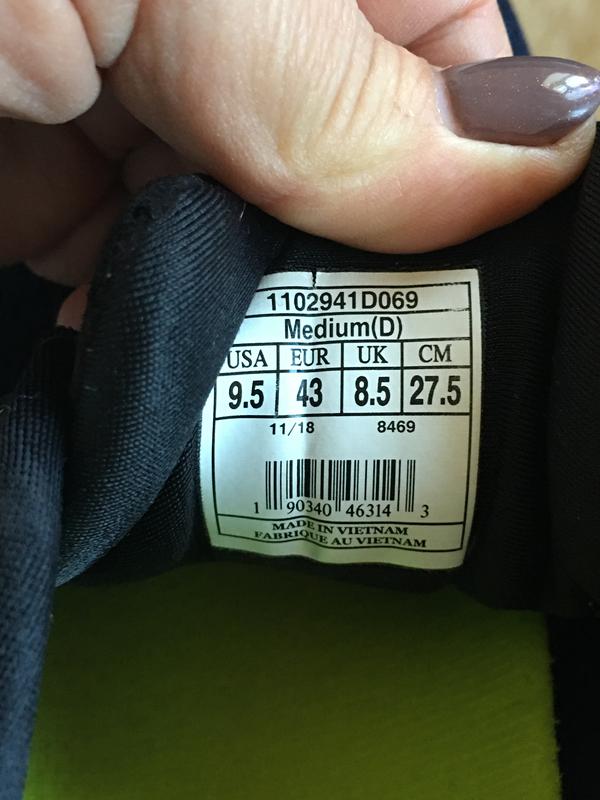 1102941D069
Medium(D)
USA EUR UK CM
9.5 43 8.5 27.5
11/18 8469
1 90340 46314 3
MADE IN VIETNAM
FABRIQUE AU VIETNAM